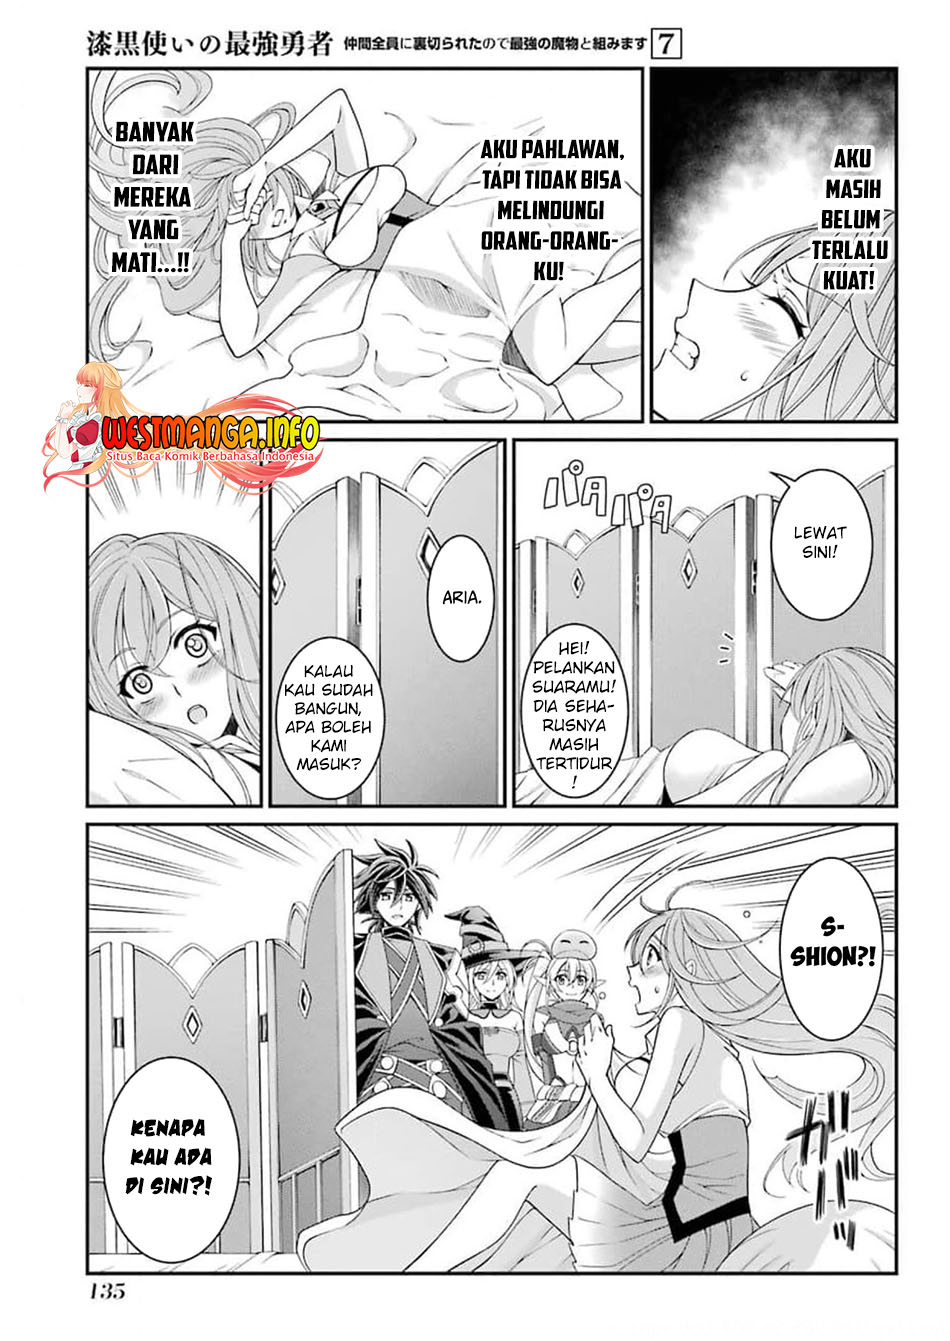 漆黒使いの最強勇者 仲間全員に裏切られたので最強の魔物と組みます 7
AKU
MASIH
BELUM
TERLALU
KUAT!
AKU PAHLAWAN,
TAPI TIDAK BISA
MELINDUNGI
ORANG-ORANG-
KU!
BANYAK
DARI
MEREKA
YANG
MATI...!!
WESTMANGA.INFO
Situs Baca Komik Berbahasa Indonesia
LEWAT
SINI!
パタ
パタ
HEI!
PELANKAN
SUARAMU!
DIA SEHA-
RUSNYA
MASIH
TERTIDUR
!
ARIA.
KALAU
KAU SUDAH
BANGUN,
APA BOLEH
KAMI
MASUK?
S-
SHION?!
ガバ
KENAPA
KAU ADA
DI SINI?!
135